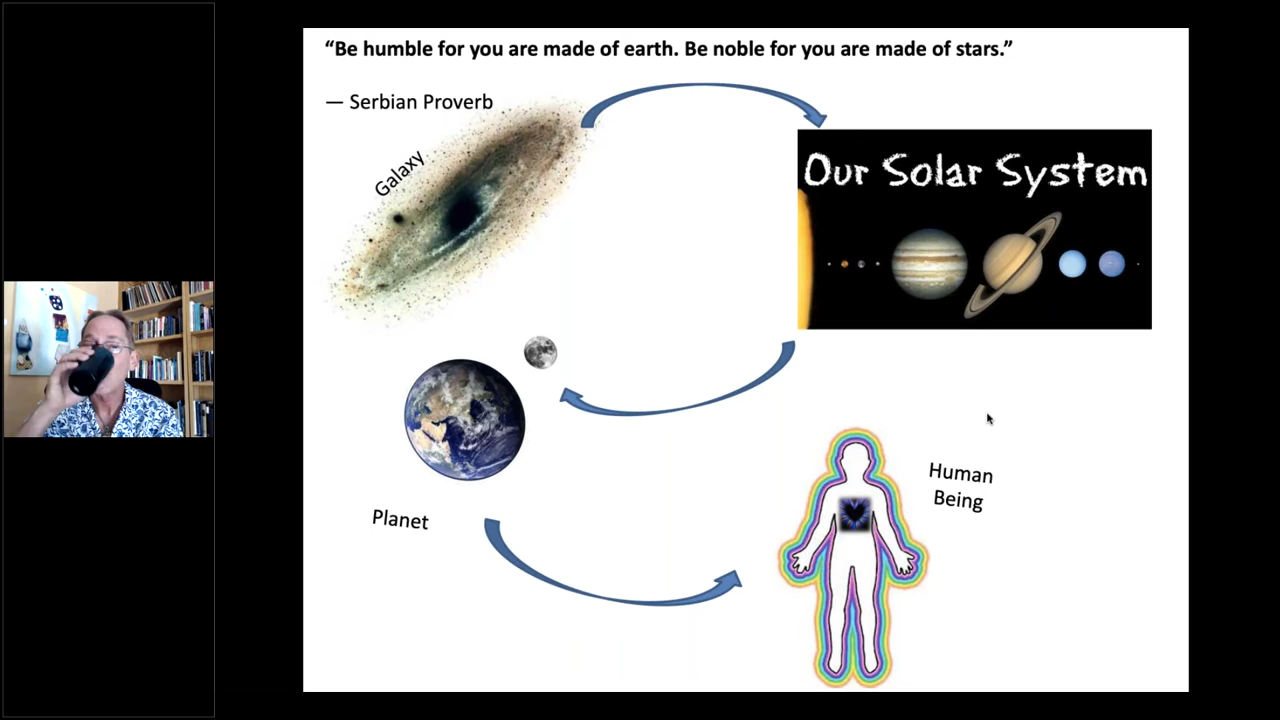 “Be humble for you are made of earth. Be noble for you are made of stars.”
— Serbian Proverb
Galaxy
Our Solar System
Planet
Human
Being